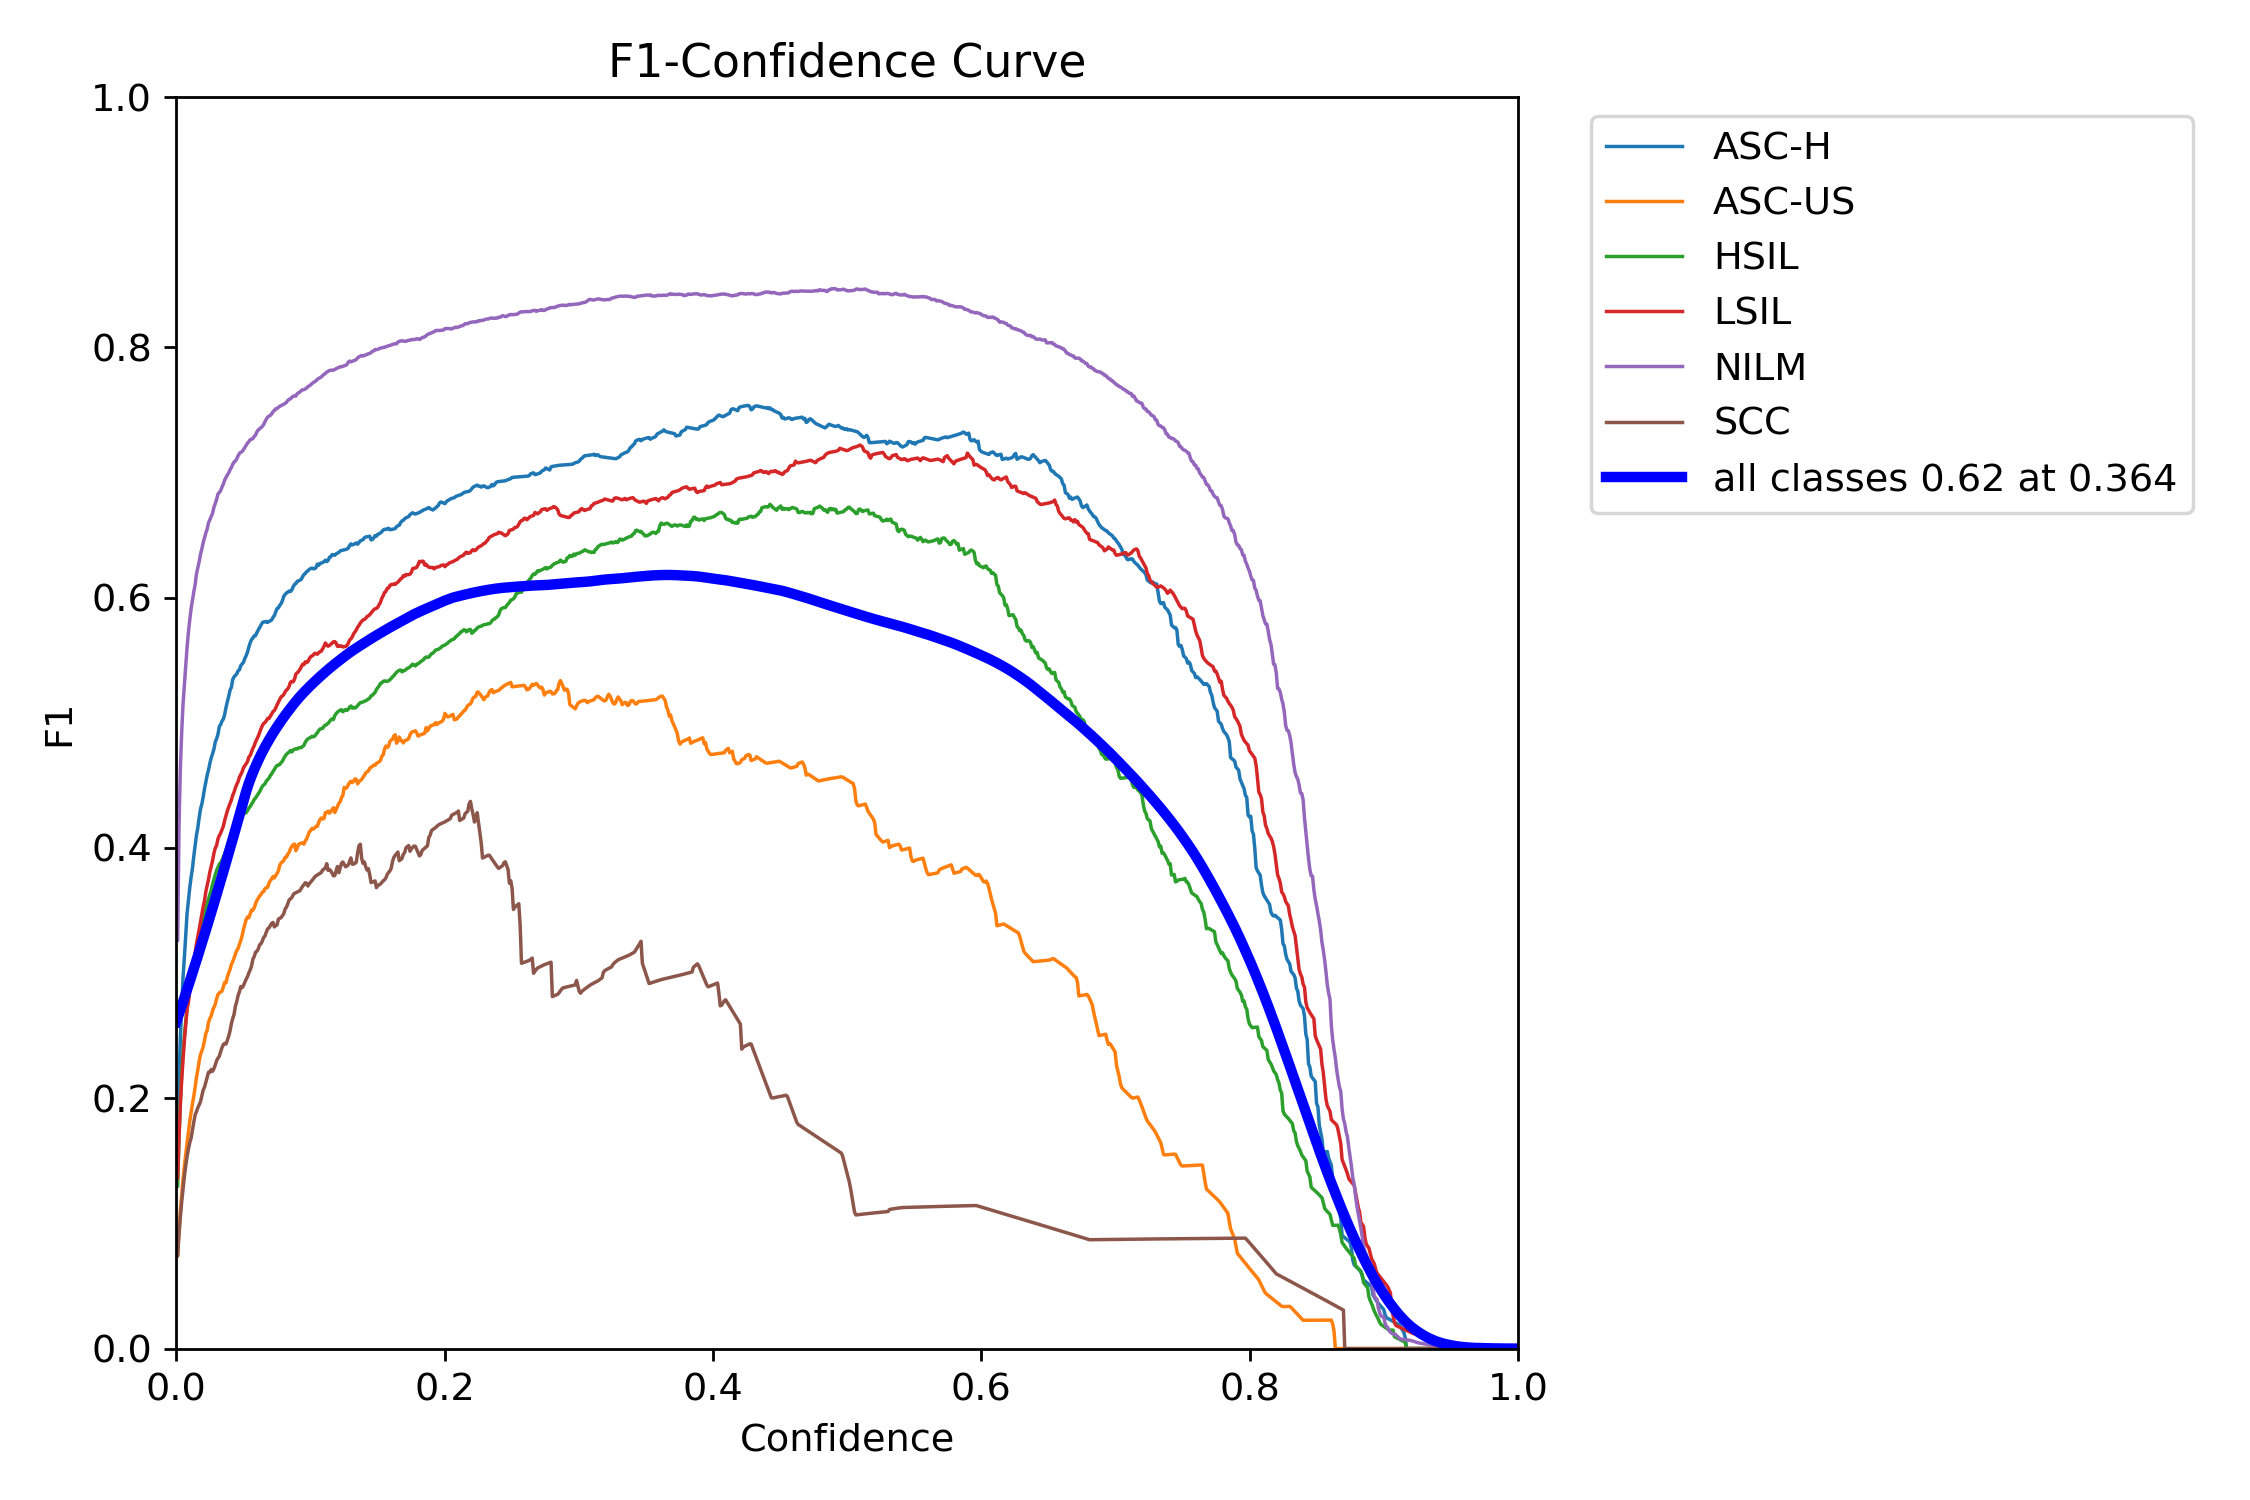 F1-Confidence Curve
1.0
0.8
0.6
0.4
0.2
0.0
F1
0.0 0.2 0.4 0.6 0.8 1.0
Confidence
ASC-H
ASC-US
HSIL
LSIL
NILM
SCC
all classes 0.62 at 0.364